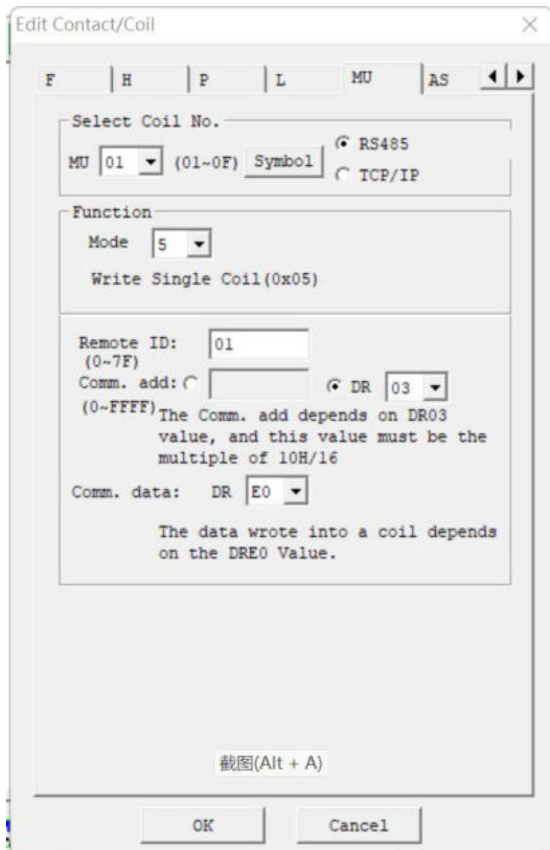 Edit Contact/Coil
F H P L MU AS
Select Coil No.
MU 01 (01~0F) Symbol
RS485
TCP/IP
Function
Mode 5
Write Single Coil(0x05)
Remote ID: 01
(0~7F)
Comm. add: DR 03
(0~FFFF)
The Comm. add depends on DR03
value, and this value must be the
multiple of 10H/16
Comm. data: DR E0
The data wrote into a coil depends
on the DRE0 Value.
截图(Alt + A)
OK Cancel